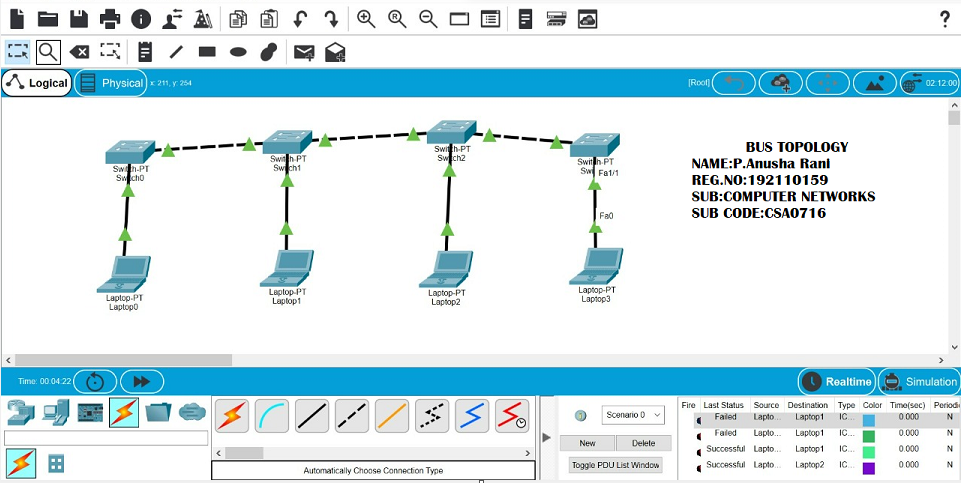 ?
Logical
Physical
x: 211, y: 254
[Root]
02:12:00
BUS TOPOLOGY
NAME:P.Anusha Rani
REG.NO:192110159
SUB:COMPUTER NETWORKS
SUB CODE:CSA0716
Switch-PT
Switch0
Switch-PT
Switch1
Switch-PT
Switch2
Switch-PT
Fa1/1
Fa0
Laptop-PT
Laptop0
Laptop-PT
Laptop1
Laptop-PT
Laptop2
Laptop-PT
Laptop3
Time: 00:04:22
Realtime
Simulation
Scenario 0
New
Delete
Toggle PDU List Window
Automatically Choose Connection Type
Fire Last Status Source Destination Type Color Time(sec) Periodic
Failed Lapto... Laptop1 IC... 0.000 N
Failed Lapto... Laptop1 IC... 0.000 N
Successful Lapto... Laptop1 IC... 0.000 N
Successful Lapto... Laptop2 IC... 0.000 N